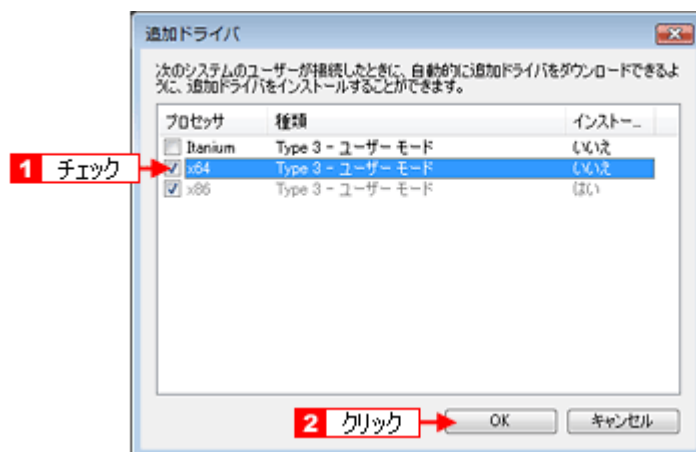 追加ドライバ
次のシステムのユーザーが接続したときに、自動的に追加ドライバをダウンロードできるよ
うに、追加ドライバをインストールすることができます。
プロセッサ 種類 インストー...
Itanium Type 3 - ユーザー モード いいえ
1 チェック x64 Type 3 - ユーザー モード いいえ
x86 Type 3 - ユーザー モード はい
2 クリック OK キャンセル